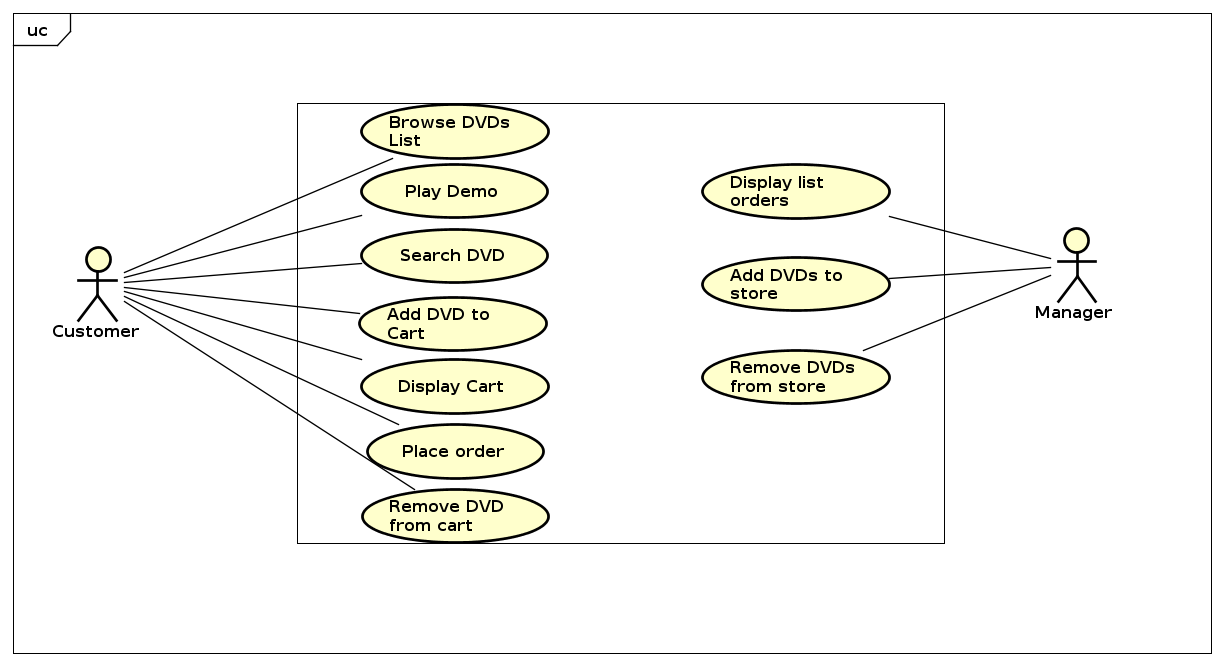 uc
Browse DVDs
List
Play Demo
Search DVD
Add DVD to
Cart
Display Cart
Place order
Remove DVD
from cart
Customer
Display list
orders
Add DVDs to
store
Remove DVDs
from store
Manager